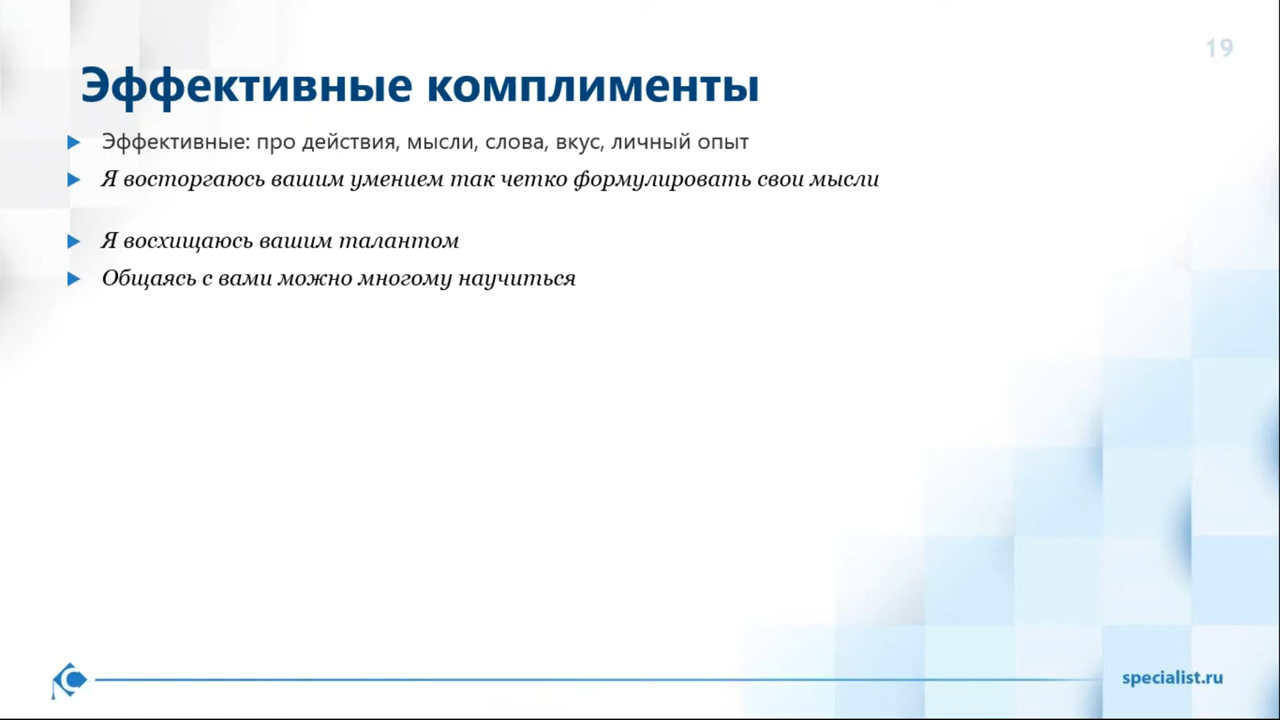 19
Эффективные комплименты
Эффективные: про действия, мысли, слова, вкус, личный опыт
Я восторгаюсь вашим умением так четко формулировать свои мысли
Я восхищаюсь вашим талантом
Общаясь с вами можно многому научиться
specialist.ru